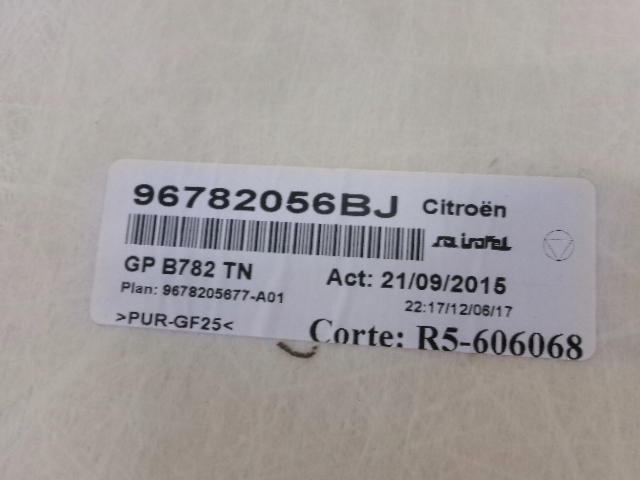 96782056BJ Citroën
GP B782 TN Act: 21/09/2015
Plan: 9678205677-A01 22:17/12/06/17
>PUR-GF25< Corte: R5-606068